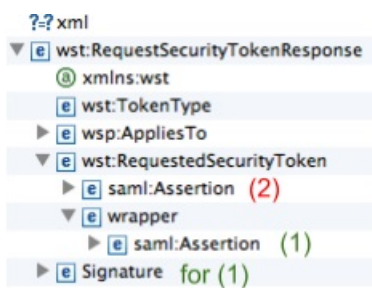 ?=? xml
e wst:RequestSecurityTokenResponse
a xmlns:wst
e wst:TokenType
e wsp:AppliesTo
e wst:RequestedSecurityToken
e saml:Assertion (2)
e wrapper
e saml:Assertion (1)
e Signature for (1)